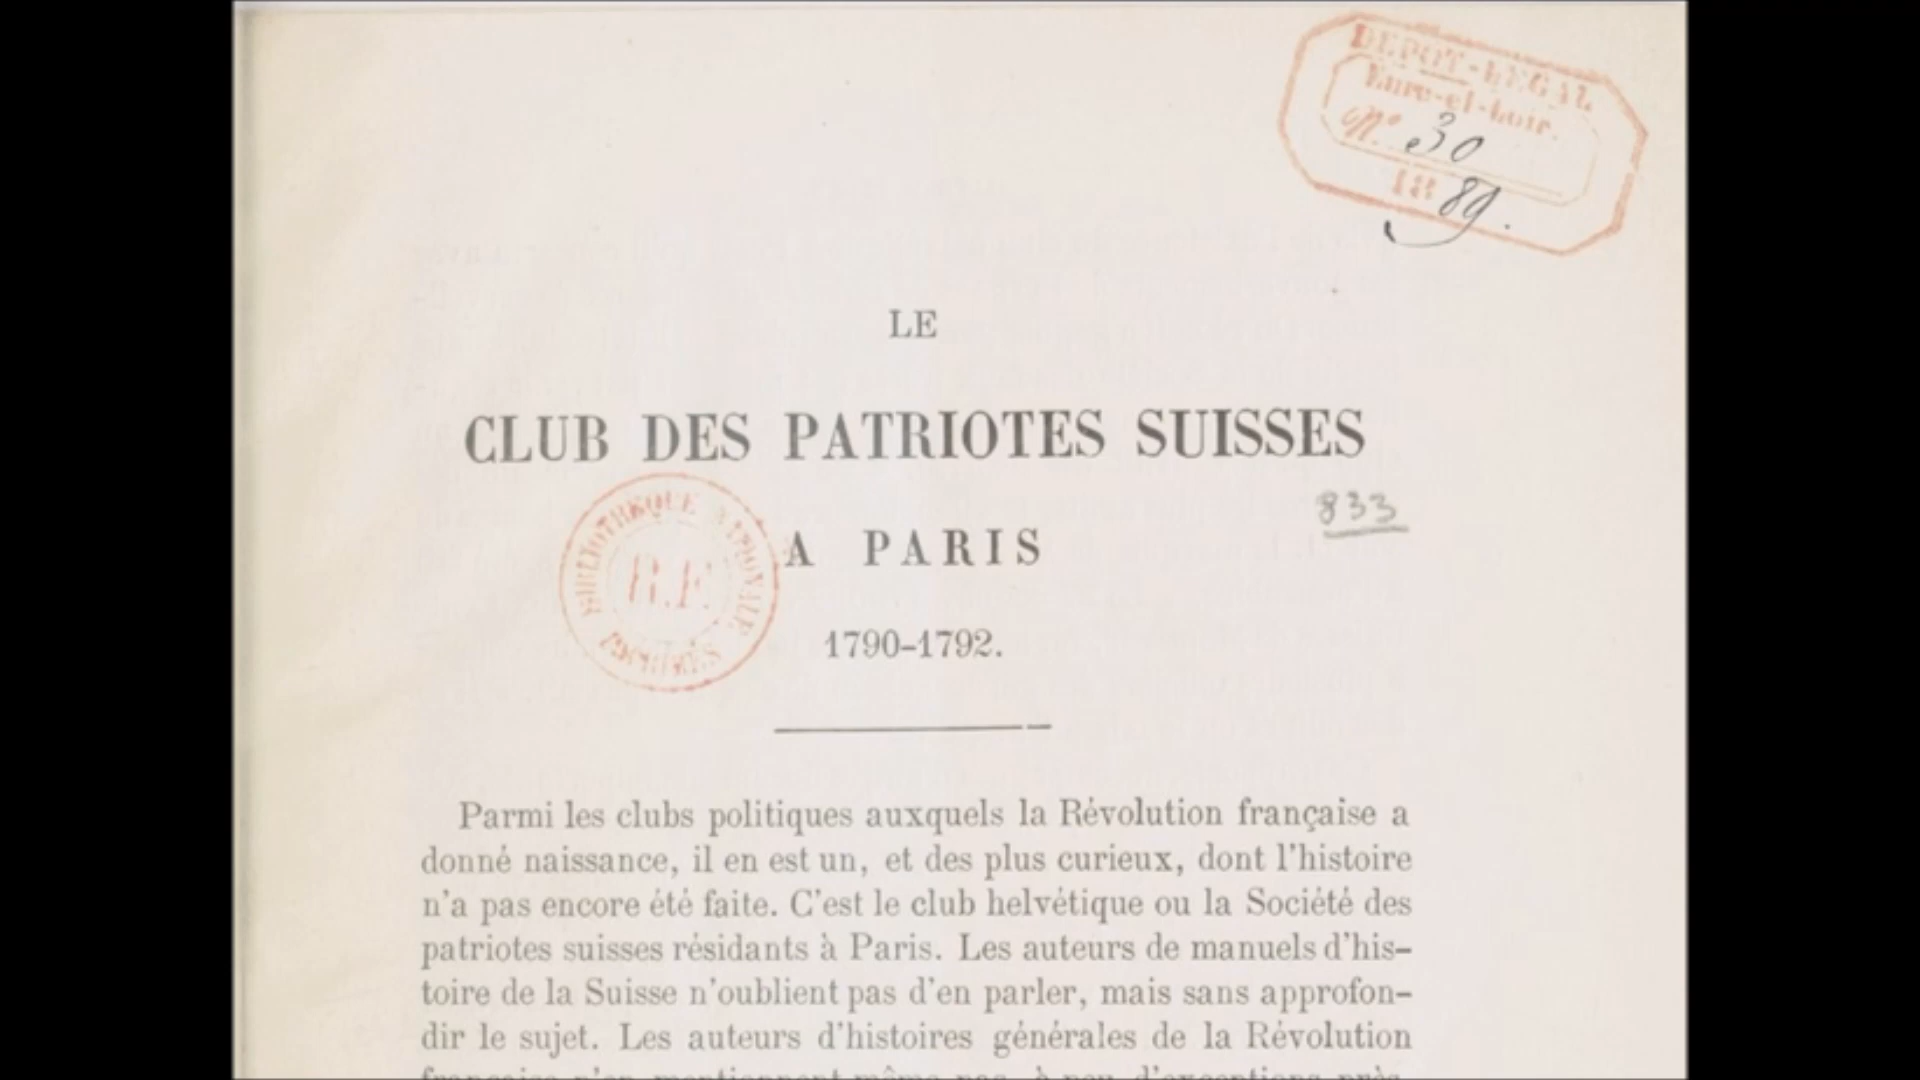 DEPOT-LEGAL
Eure-et-Loir.
N° 30
1889.
LE
CLUB DES PATRIOTES SUISSES
833
A PARIS
BIBLIOTHEQUE NATIONALE
R.F.
IMPRIMÉS
1790-1792.
Parmi les clubs politiques auxquels la Révolution française a
donné naissance, il en est un, et des plus curieux, dont l'histoire
n'a pas encore été faite. C'est le club helvétique ou la Société des
patriotes suisses résidants à Paris. Les auteurs de manuels d'his-
toire de la Suisse n'oublient pas d'en parler, mais sans approfon-
dir le sujet. Les auteurs d'histoires générales de la Révolution